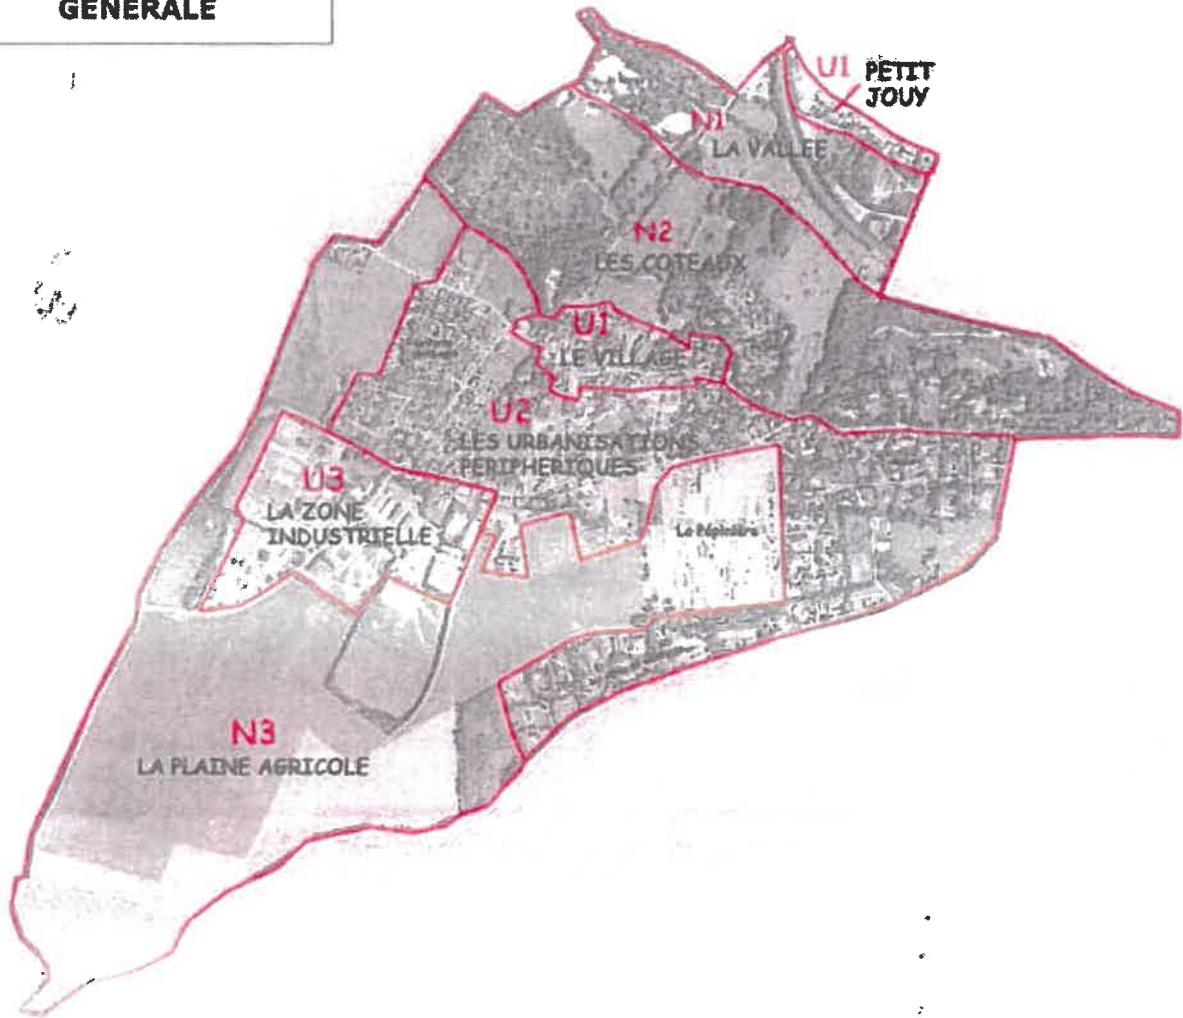 GENERALE
U1 PETIT
JOUY
N1
LA VALLEE
N2
LES COTEAUX
U1
LE VILLAGE
U2
LES URBANISATIONS
PERIPHERIQUES
U3
LA ZONE
INDUSTRIELLE
La Pépinière
N3
LA PLAINE AGRICOLE